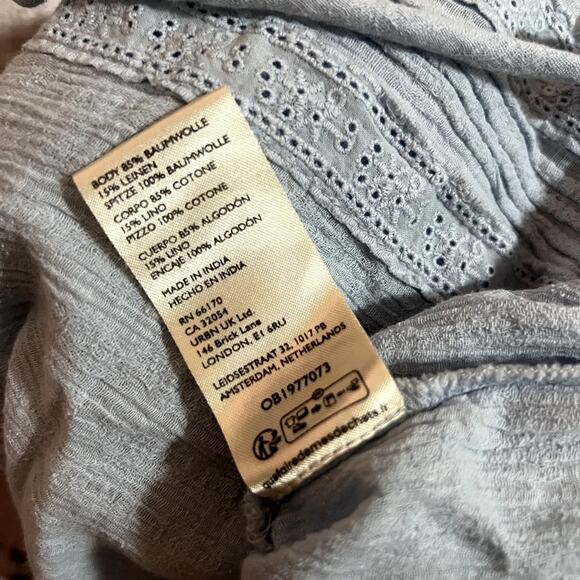 BODY 85% BAUMWOLLE
15% LEINEN
SPITZE 100% BAUMWOLLE
CORPO 85% COTONE
15% LINO
PIZZO 100% COTONE
CUERPO 85% ALGODÓN
15% LINO
ENCAJE 100% ALGODÓN
MADE IN INDIA
HECHO EN INDIA
RN 66170
CA 32054
URBN UK Ltd.
146 Brick Lane
LONDON, E1 6RU
LEIDSESTRAAT 32, 1017 PB
AMSTERDAM, NETHERLANDS
OB1977073
quefairedemesdechets.fr